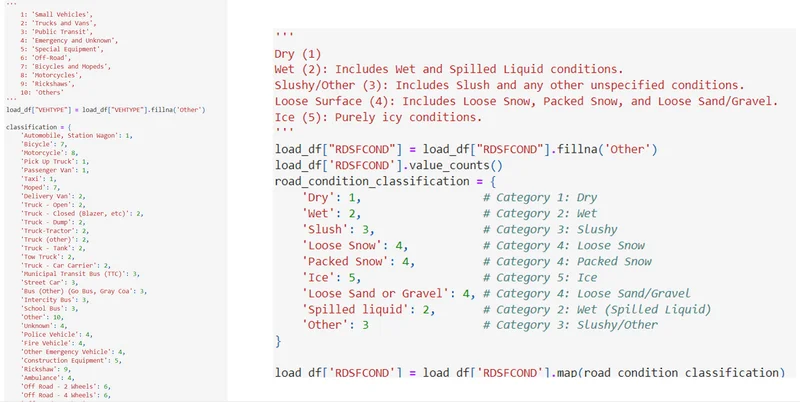 '''
1: 'Small Vehicles',
2: 'Trucks and Vans',
3: 'Public Transit',
4: 'Emergency and Unknown',
5: 'Special Equipment',
6: 'Off-Road',
7: 'Bicycles and Mopeds',
8: 'Motorcycles',
9: 'Rickshaws',
10: 'Others'
'''
load_df["VEHTYPE"] = load_df["VEHTYPE"].fillna('Other')
classification = {
'Automobile, Station Wagon': 1,
'Bicycle': 7,
'Motorcycle': 8,
'Pick Up Truck': 1,
'Passenger Van': 1,
'Taxi': 1,
'Moped': 7,
'Delivery Van': 2,
'Truck - Open': 2,
'Truck - Closed (Blazer, etc)': 2,
'Truck - Dump': 2,
'Truck-Tractor': 2,
'Truck (other)': 2,
'Truck - Tank': 2,
'Tow Truck': 2,
'Truck - Car Carrier': 2,
'Municipal Transit Bus (TTC)': 3,
'Street Car': 3,
'Bus (Other) (Go Bus, Gray Coa': 3,
'Intercity Bus': 3,
'School Bus': 3,
'Other': 10,
'Unknown': 4,
'Police Vehicle': 4,
'Fire Vehicle': 4,
'Other Emergency Vehicle': 4,
'Construction Equipment': 5,
'Rickshaw': 9,
'Ambulance': 4,
'Off Road - 2 Wheels': 6,
'Off Road - 4 Wheels': 6,
'''
Dry (1)
Wet (2): Includes Wet and Spilled Liquid conditions.
Slushy/Other (3): Includes Slush and any other unspecified conditions.
Loose Surface (4): Includes Loose Snow, Packed Snow, and Loose Sand/Gravel.
Ice (5): Purely icy conditions.
'''
load_df["RDSFCOND"] = load_df["RDSFCOND"].fillna('Other')
load_df['RDSFCOND'].value_counts()
road_condition_classification = {
'Dry': 1, # Category 1: Dry
'Wet': 2, # Category 2: Wet
'Slush': 3, # Category 3: Slushy
'Loose Snow': 4, # Category 4: Loose Snow
'Packed Snow': 4, # Category 4: Packed Snow
'Ice': 5, # Category 5: Ice
'Loose Sand or Gravel': 4, # Category 4: Loose Sand/Gravel
'Spilled liquid': 2, # Category 2: Wet (Spilled Liquid)
'Other': 3 # Category 3: Slushy/Other
}
load_df['RDSFCOND'] = load_df['RDSFCOND'].map(road_condition_classification)